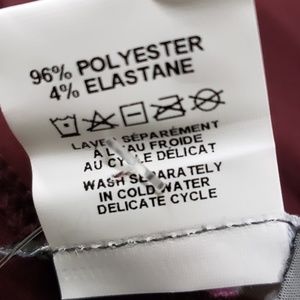 96% POLYESTER
4% ELASTANE
LAVER SÉPARÉMENT
À L'EAU FROIDE
AU CYCLE DÉLICAT
WASH SEPARATELY
IN COLD WATER
DELICATE CYCLE